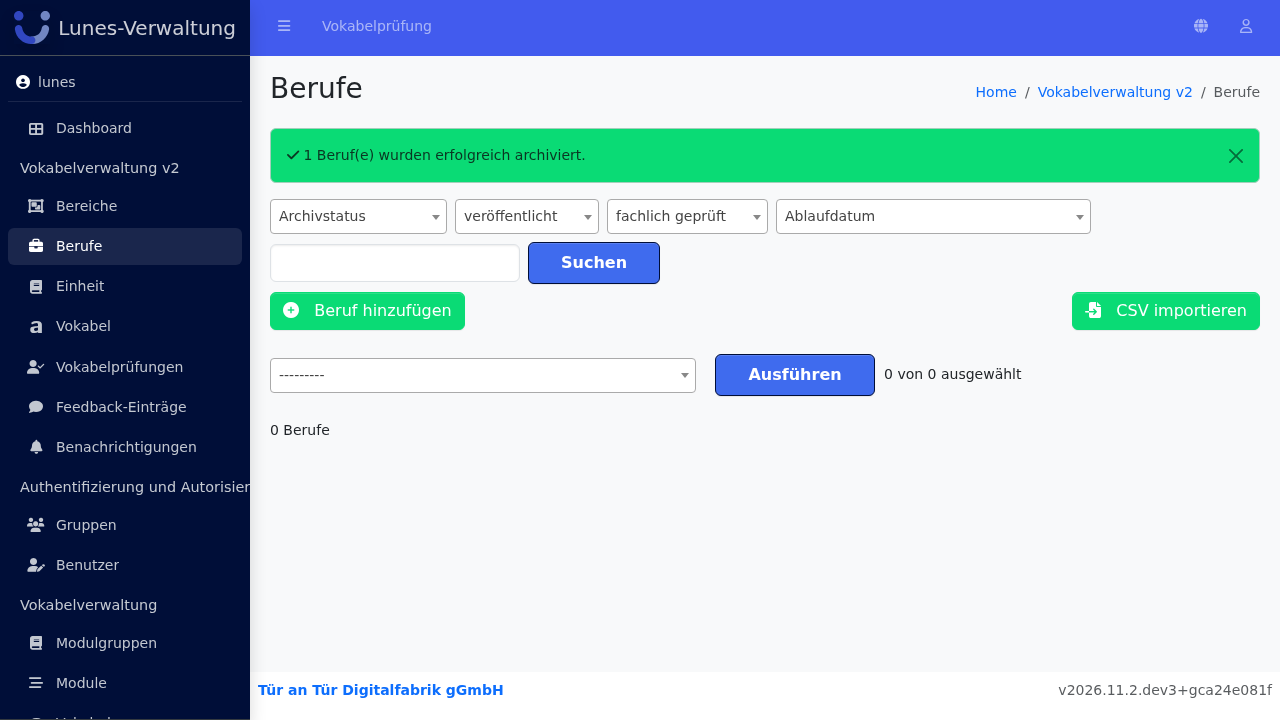 Lunes-Verwaltung
Vokabelprüfung
lunes
Dashboard
Vokabelverwaltung v2
Bereiche
Berufe
Einheit
Vokabel
Vokabelprüfungen
Feedback-Einträge
Benachrichtigungen
Authentifizierung und Autorisier
Gruppen
Benutzer
Vokabelverwaltung
Modulgruppen
Module
Berufe
Home / Vokabelverwaltung v2 / Berufe
1 Beruf(e) wurden erfolgreich archiviert.
Archivstatus veröffentlicht fachlich geprüft Ablaufdatum
Suchen
Beruf hinzufügen CSV importieren
--------- Ausführen 0 von 0 ausgewählt
0 Berufe
Tür an Tür Digitalfabrik gGmbH v2026.11.2.dev3+gca24e081f